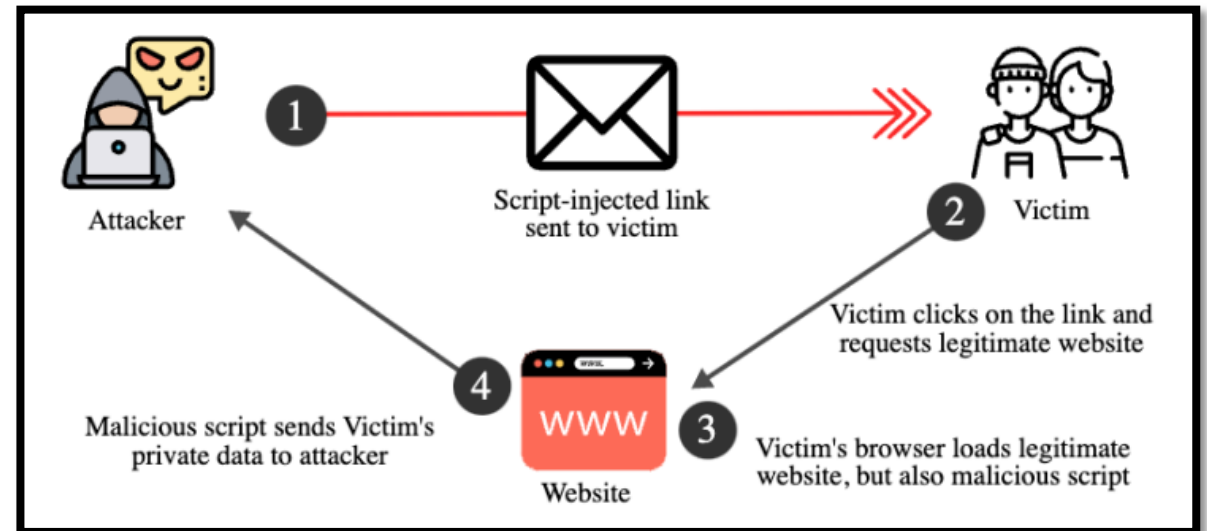 1
Attacker
Script-injected link
sent to victim
2
Victim
Victim clicks on the link and
requests legitimate website
www.
WWW
Website
3
Victim's browser loads legitimate
website, but also malicious script
4
Malicious script sends Victim's
private data to attacker